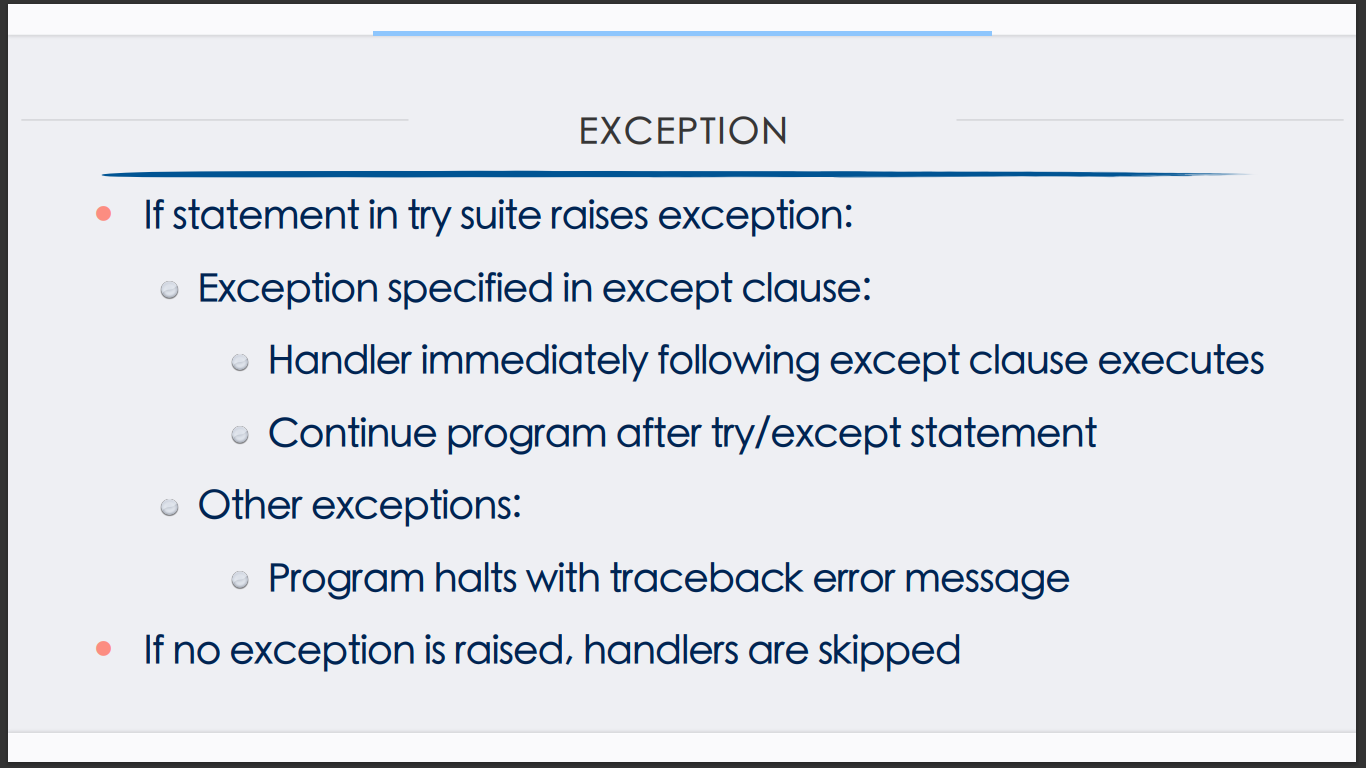 EXCEPTION
If statement in try suite raises exception:
Exception specified in except clause:
Handler immediately following except clause executes
Continue program after try/except statement
Other exceptions:
Program halts with traceback error message
If no exception is raised, handlers are skipped